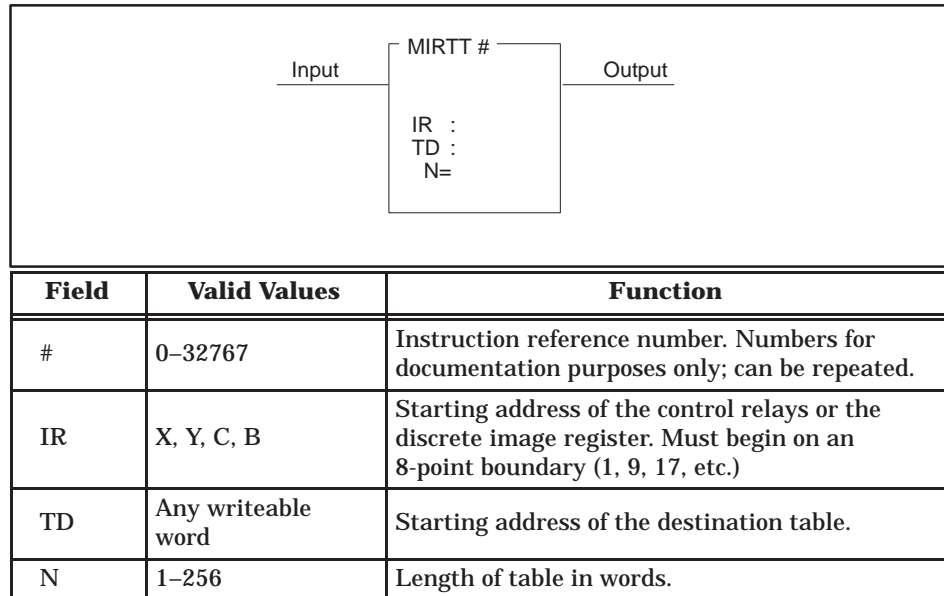 MIRTT #
Input
Output
IR :
TD :
N=
Field Valid Values Function
# 0–32767 Instruction reference number. Numbers for
documentation purposes only; can be repeated.
IR X, Y, C, B Starting address of the control relays or the
discrete image register. Must begin on an
8-point boundary (1, 9, 17, etc.)
TD Any writeable
word Starting address of the destination table.
N 1–256 Length of table in words.